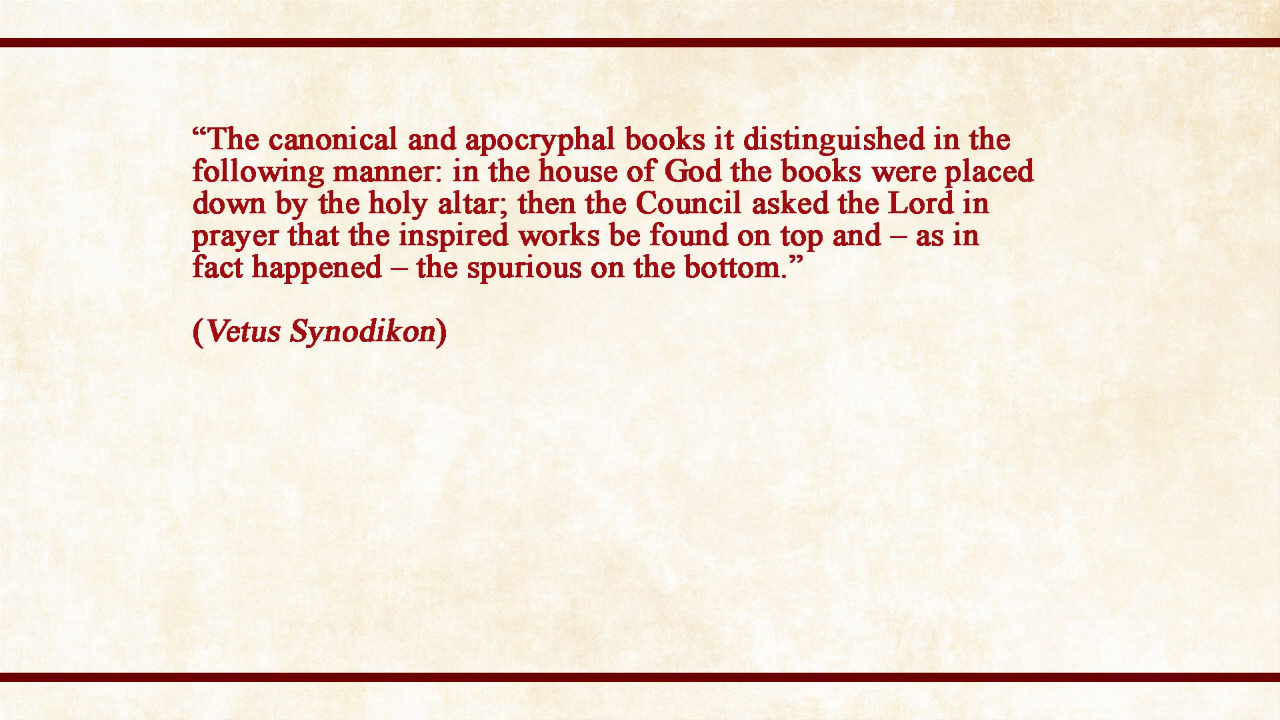 “The canonical and apocryphal books it distinguished in the
following manner: in the house of God the books were placed
down by the holy altar; then the Council asked the Lord in
prayer that the inspired works be found on top and – as in
fact happened – the spurious on the bottom.”
(Vetus Synodikon)